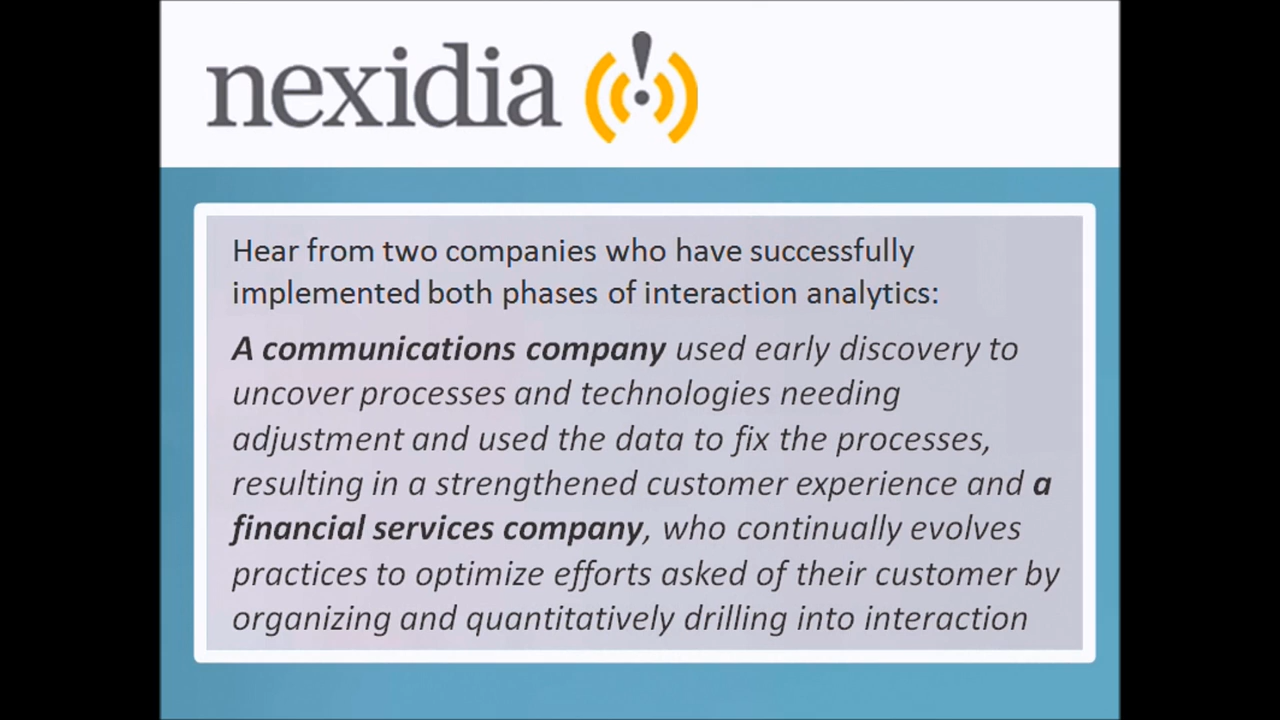 nexidia
Hear from two companies who have successfully
implemented both phases of interaction analytics:
A communications company used early discovery to
uncover processes and technologies needing
adjustment and used the data to fix the processes,
resulting in a strengthened customer experience and a
financial services company, who continually evolves
practices to optimize efforts asked of their customer by
organizing and quantitatively drilling into interaction